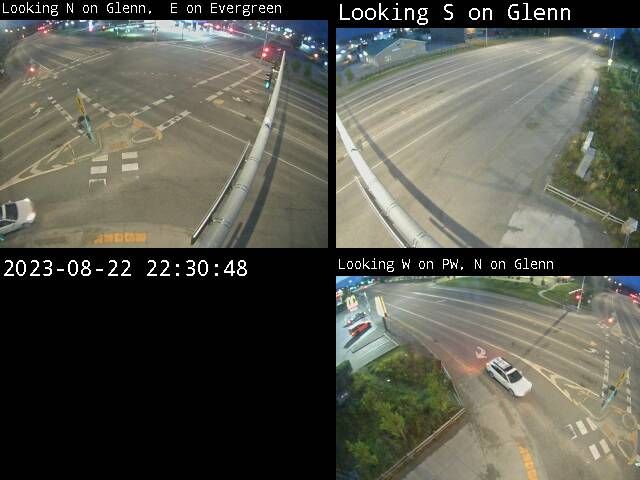 Looking N on Glenn, E on Evergreen
Looking S on Glenn
2023-08-22 22:30:48
Looking W on PW, N on Glenn